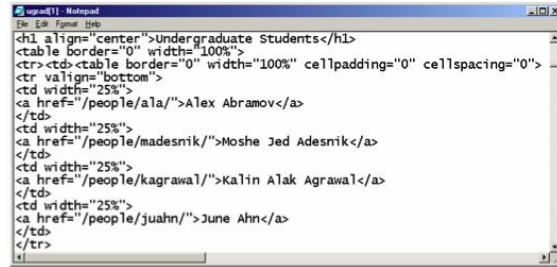 ugrad[1] - Notepad
File Edit Format Help
<h1 align="center">Undergraduate Students</h1>
<table border="0" width="100%">
<tr><td><table border="0" width="100%" cellpadding="0" cellspacing="0">
<tr valign="bottom">
<td width="25%">
<a href="/people/ala/">Alex Abramov</a>
</td>
<td width="25%">
<a href="/people/madesnik/">Moshe Jed Adesnik</a>
</td>
<td width="25%">
<a href="/people/kagrawal/">Kalin Alak Agrawal</a>
</td>
<td width="25%">
<a href="/people/juahn/">June Ahn</a>
</td>
</tr>